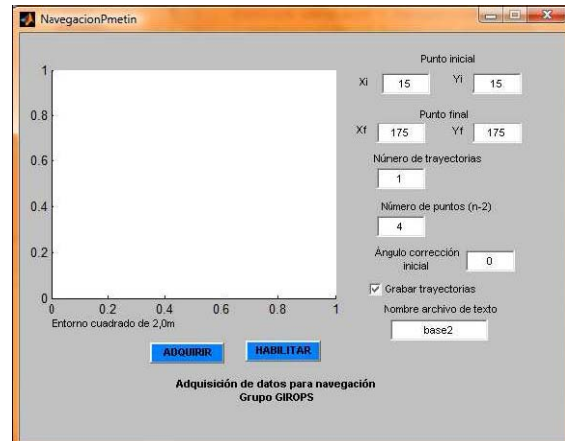 NavegacionPmetin
Punto inicial
Xi 15 Yi 15
Punto final
Xf 175 Yf 175
Número de trayectorias
1
Número de puntos (n-2)
4
Ángulo corrección
inicial
0
Grabar trayectorias
Nombre archivo de texto
base2
1
0.8
0.6
0.4
0.2
0
0 0.2 0.4 0.6 0.8 1
Entorno cuadrado de 2,0m
ADQUIRIR HABILITAR
Adquisición de datos para navegación
Grupo GIROPS